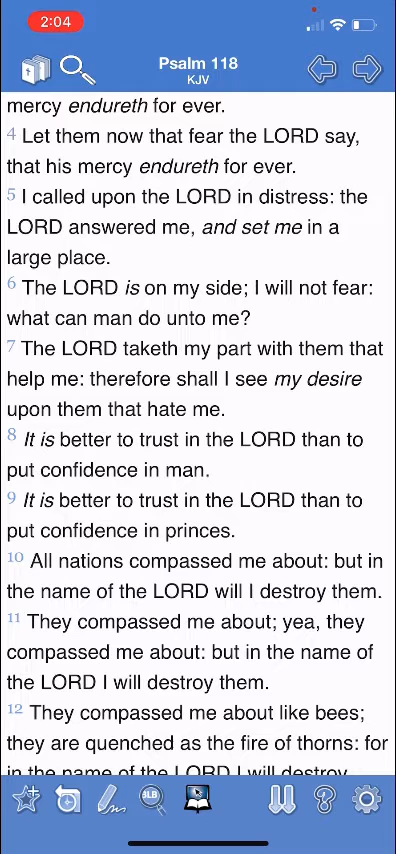 2:04
Psalm 118
KJV
mercy endureth for ever.
4 Let them now that fear the LORD say,
that his mercy endureth for ever.
5 I called upon the LORD in distress: the
LORD answered me, and set me in a
large place.
6 The LORD is on my side; I will not fear:
what can man do unto me?
7 The LORD taketh my part with them that
help me: therefore shall I see my desire
upon them that hate me.
8 It is better to trust in the LORD than to
put confidence in man.
9 It is better to trust in the LORD than to
put confidence in princes.
10 All nations compassed me about: but in
the name of the LORD will I destroy them.
11 They compassed me about; yea, they
compassed me about: but in the name of
the LORD I will destroy them.
12 They compassed me about like bees;
they are quenched as the fire of thorns: for
in the name of the LORD I will destroy
BLB